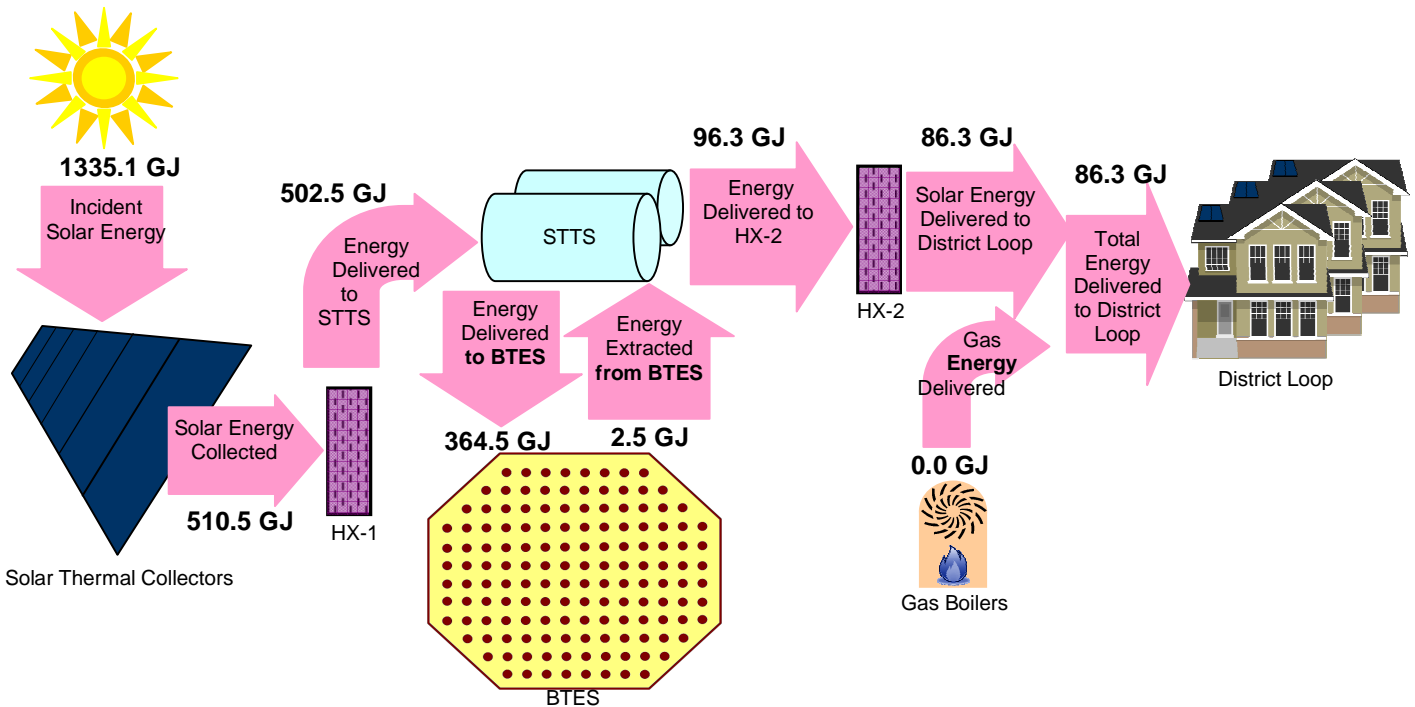 1335.1 GJ
Incident
Solar Energy
Solar Thermal Collectors
Solar Energy
Collected
510.5 GJ
HX-1
502.5 GJ
Energy
Delivered
to
STTS
STTS
Energy
Delivered
to BTES
364.5 GJ
Energy
Extracted
from BTES
2.5 GJ
BTES
96.3 GJ
Energy
Delivered to
HX-2
HX-2
86.3 GJ
Solar Energy
Delivered to
District Loop
Gas
Energy
Delivered
0.0 GJ
Gas Boilers
86.3 GJ
Total
Energy
Delivered
to District
Loop
District Loop